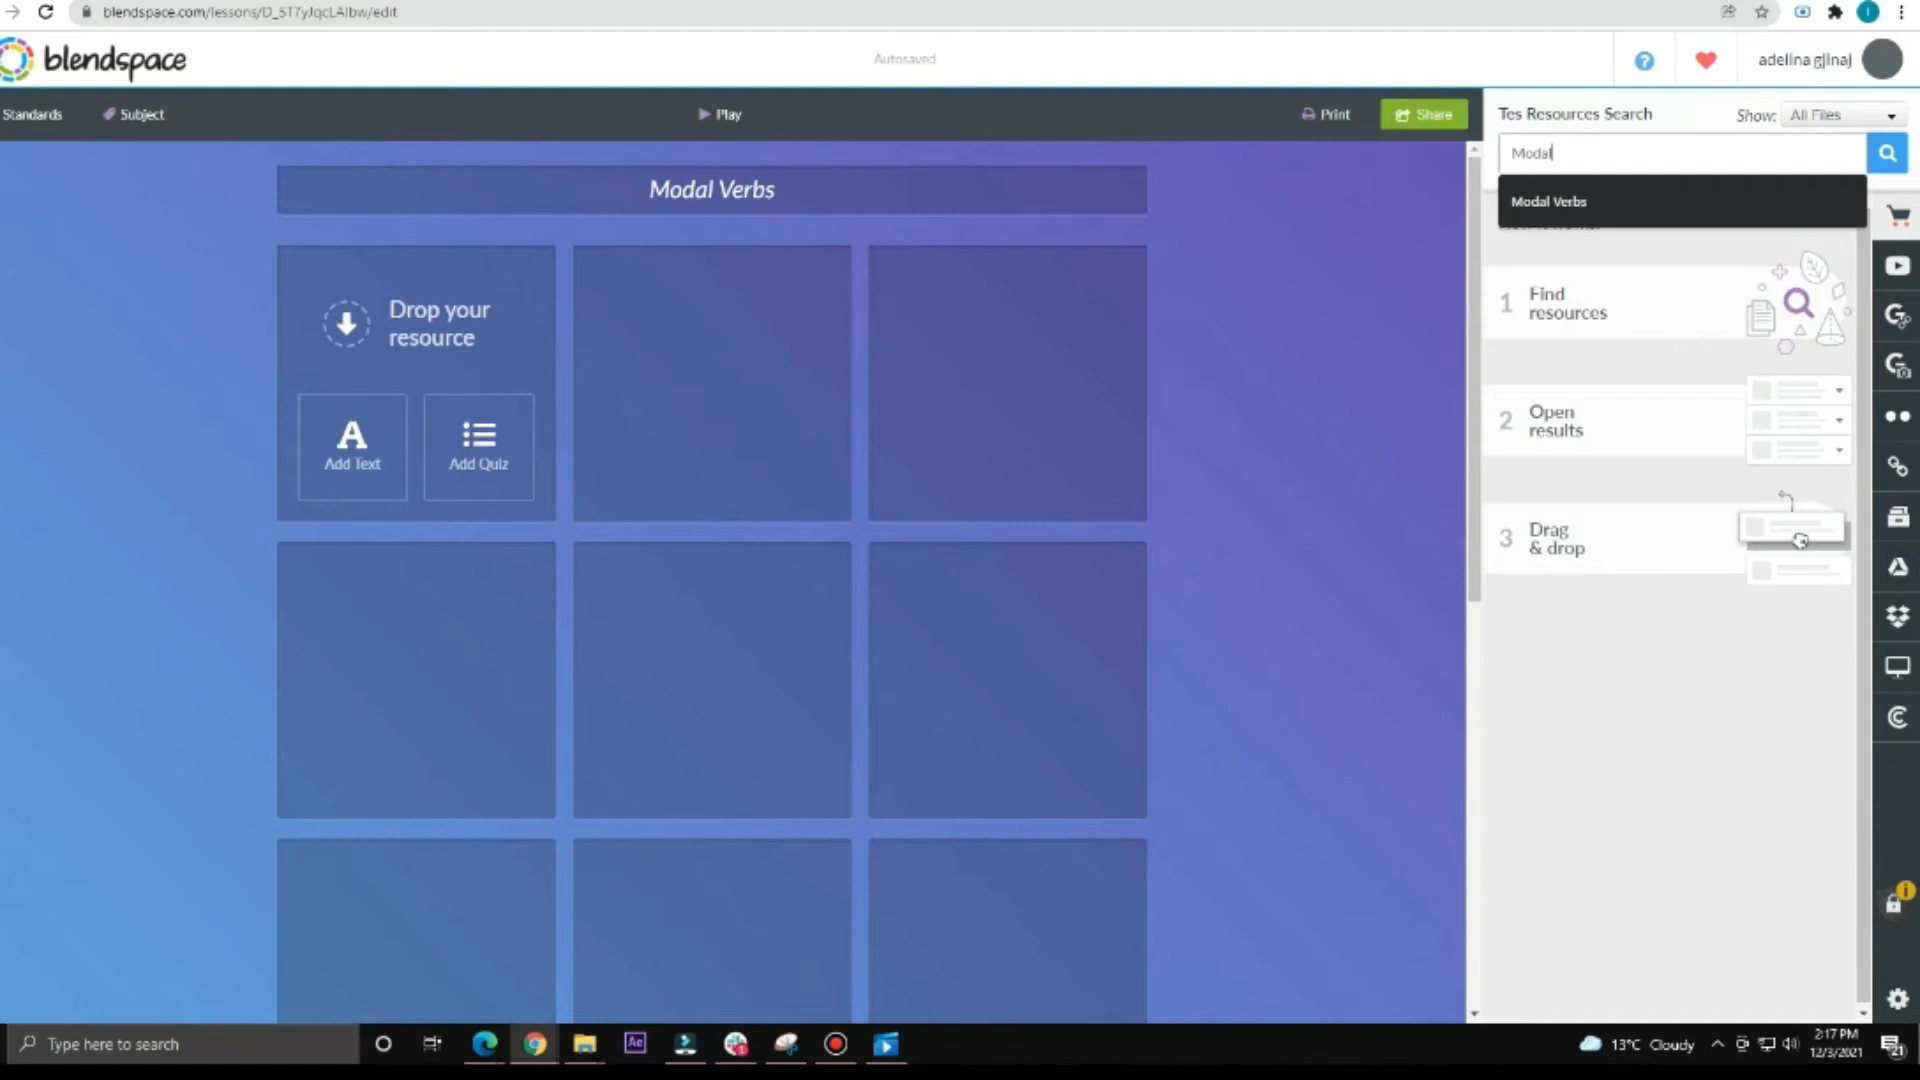 blendspace.com/lessons/D_5T7yJqcLAlbw/edit
blendspace
Autosaved
?
adelina gjinaj
Standards
Subject
Play
Print
Share
Tes Resources Search
Show:
All Files
Modal
Modal Verbs
Modal Verbs
Drop your
resource
A
Add Text
Add Quiz
1
Find
resources
2
Open
results
3
Drag
& drop
Type here to search
Ae
13°C Cloudy
2:17 PM
12/3/2021
21